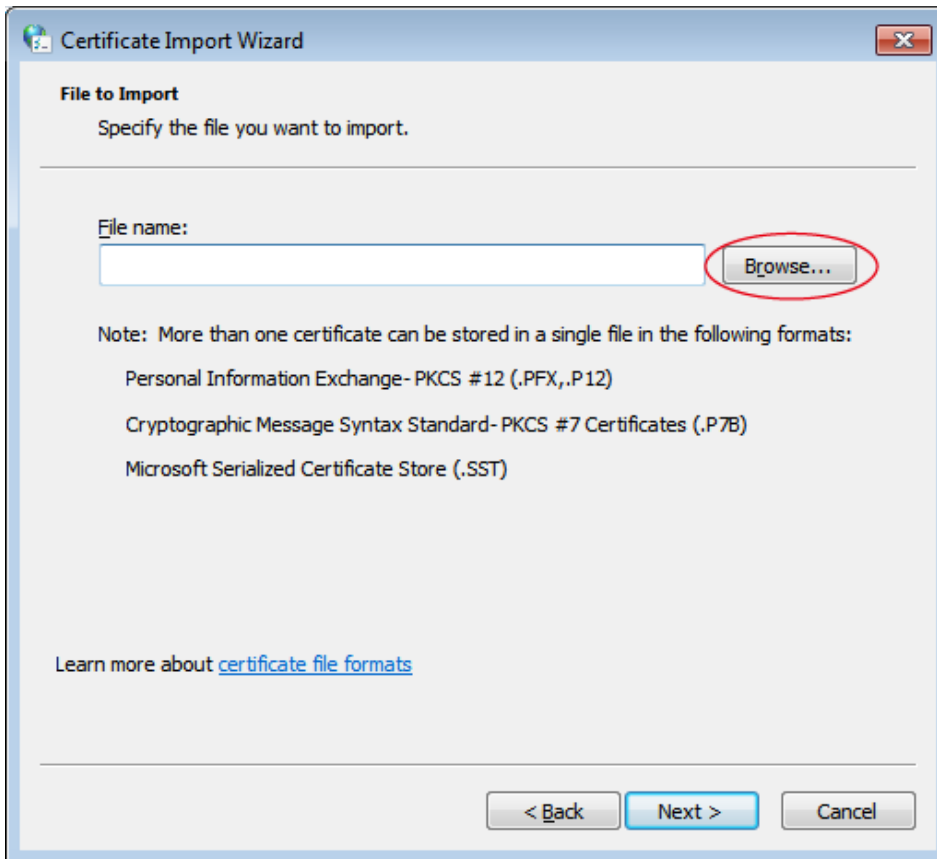 Certificate Import Wizard
File to Import
Specify the file you want to import.
File name:
Browse...
Note: More than one certificate can be stored in a single file in the following formats:
Personal Information Exchange- PKCS #12 (.PFX,.P12)
Cryptographic Message Syntax Standard- PKCS #7 Certificates (.P7B)
Microsoft Serialized Certificate Store (.SST)
Learn more about certificate file formats
< Back Next > Cancel